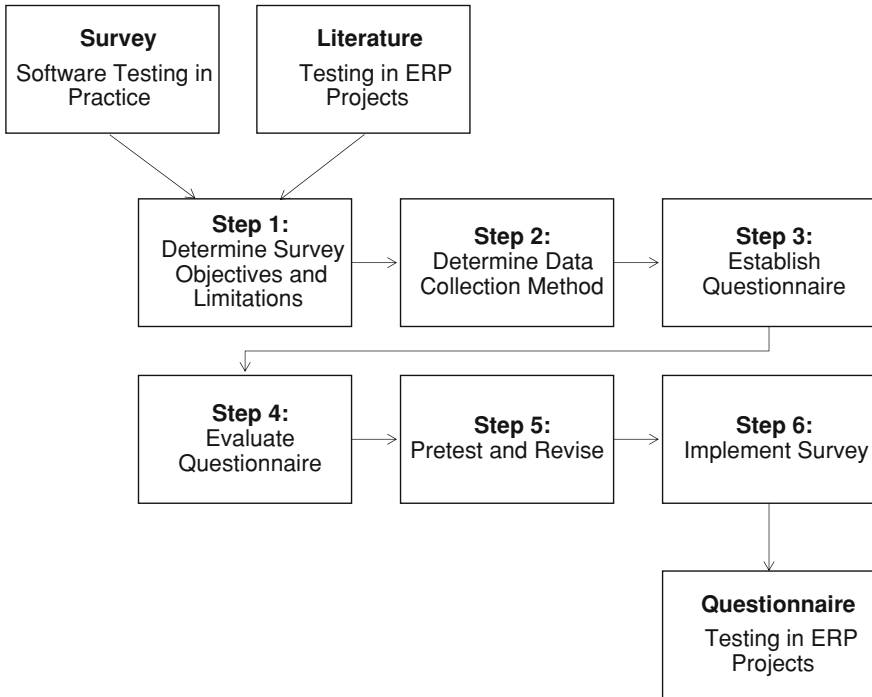 Survey
Software Testing in
Practice
Literature
Testing in ERP
Projects
Step 1:
Determine Survey
Objectives and
Limitations
Step 2:
Determine Data
Collection Method
Step 3:
Establish
Questionnaire
Step 4:
Evaluate
Questionnaire
Step 5:
Pretest and Revise
Step 6:
Implement Survey
Questionnaire
Testing in ERP
Projects